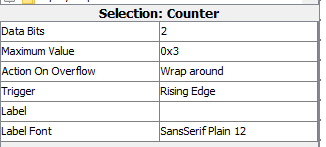 Selection: Counter
Data Bits 2
Maximum Value 0x3
Action On Overflow Wrap around
Trigger Rising Edge
Label
Label Font SansSerif Plain 12